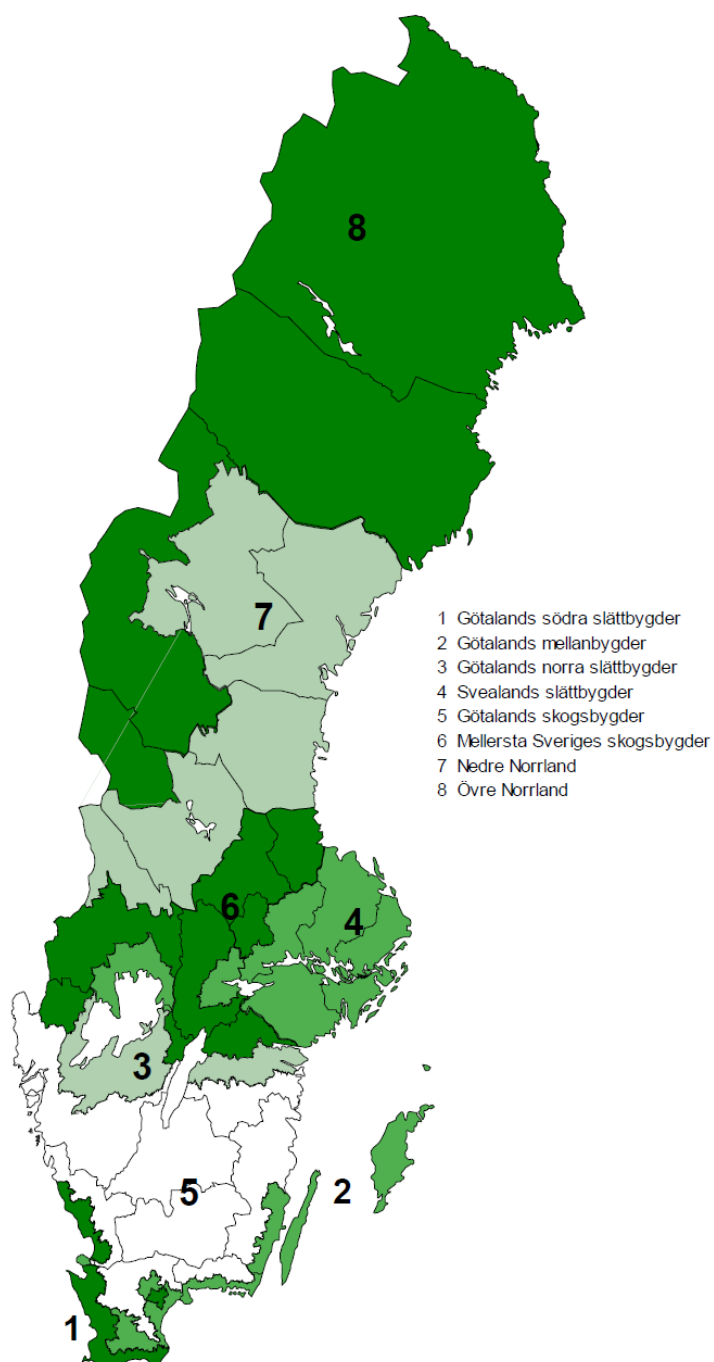 8
7
1 Götalands södra slättbygder
2 Götalands mellanbygder
3 Götalands norra slättbygder
4 Svealands slättbygder
5 Götalands skogsbygder
6 Mellersta Sveriges skogsbygder
7 Nedre Norrland
8 Övre Norrland
6
4
3
5
2
1